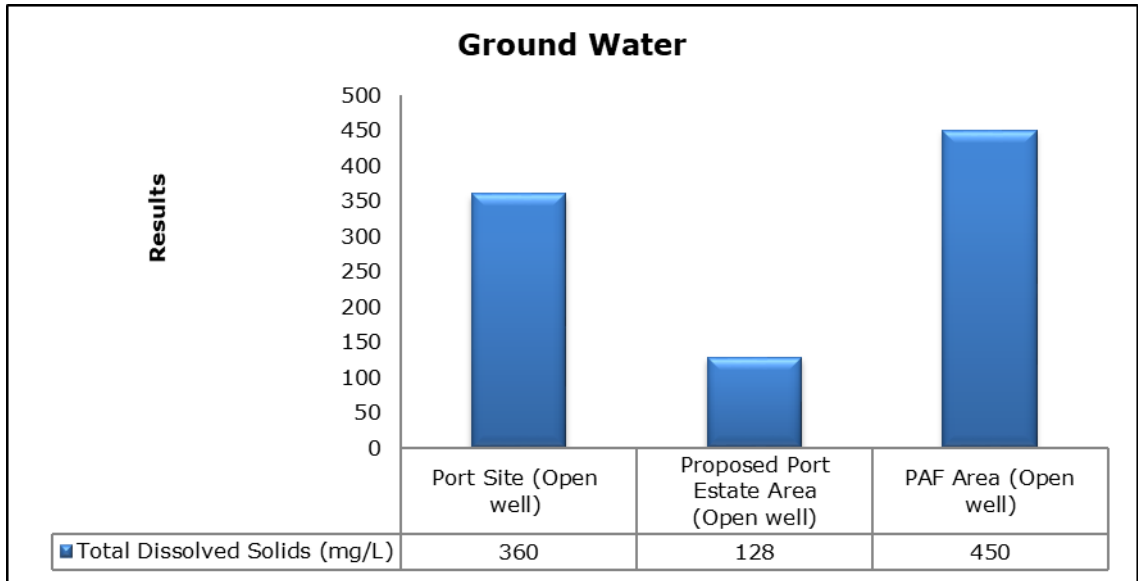 Ground Water
Results
500
450
400
350
300
250
200
150
100
50
0
Port Site (Open
well)
Proposed Port
Estate Area
(Open well)
PAF Area (Open
well)
Total Dissolved Solids (mg/L)
360
128
450